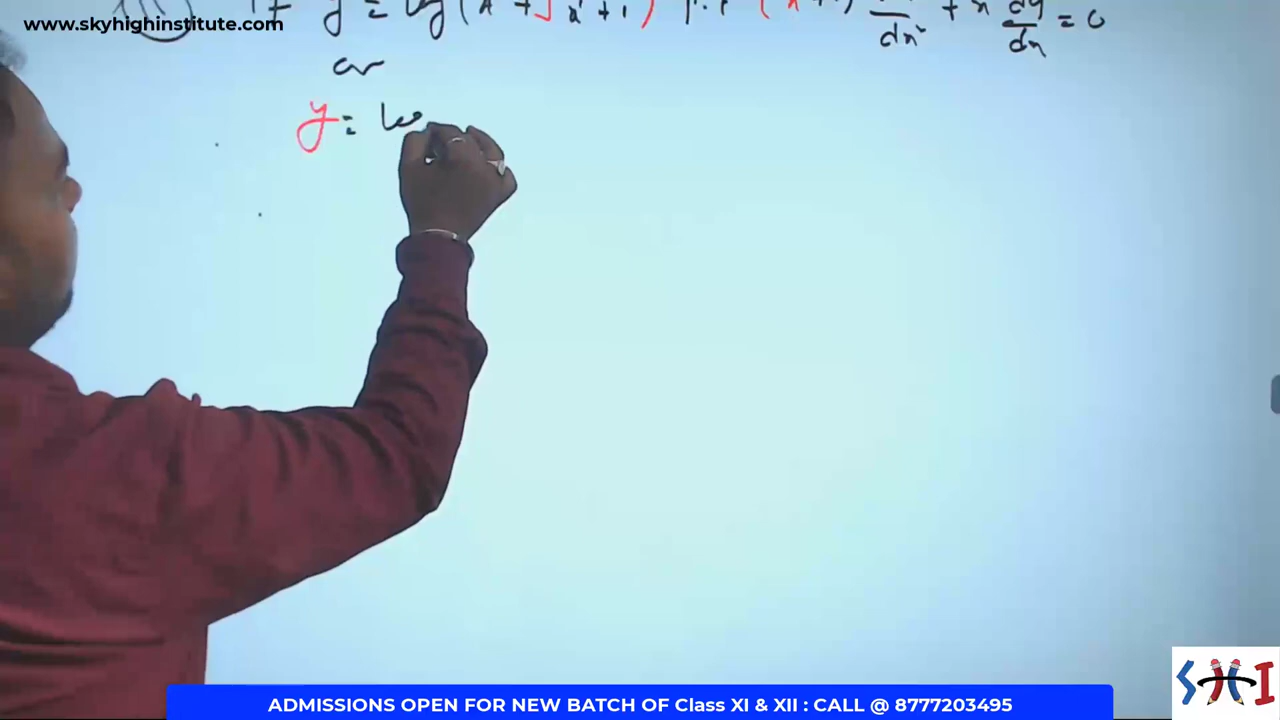 www.skyhighinstitute.com
If y = log (x + √x²+1) P.T (x²+1) d²y/dx² + x dy/dx = 0
or
y = lo
SHI
ADMISSIONS OPEN FOR NEW BATCH OF Class XI & XII : CALL @ 8777203495